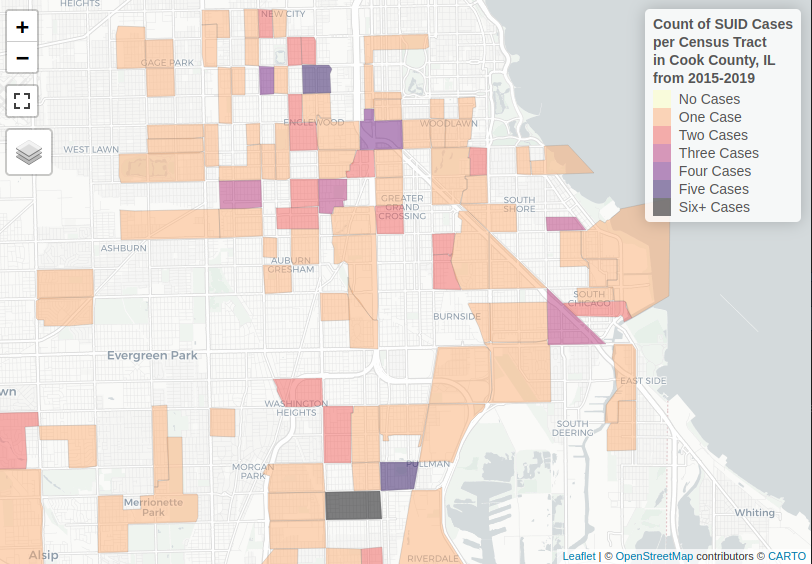 HEIGHTS
NEW CITY
+
−
GAGE PARK
Count of SUID Cases
per Census Tract
in Cook County, IL
from 2015-2019
No Cases
One Case
Two Cases
Three Cases
Four Cases
Five Cases
Six+ Cases
ENGLEWOOD
WOODLAWN
WEST LAWN
GREATER
GRAND
CROSSING
SOUTH
SHORE
ASHBURN
AUBURN
GRESHAM
SOUTH
CHICAGO
BURNSIDE
Evergreen Park
EAST SIDE
wn
WASHINGTON
HEIGHTS
SOUTH
DEERING
MORGAN
PARK
PULLMAN
Merrionette
Park
Whiting
Alsip
RIVERDALE
Leaflet | © OpenStreetMap contributors © CARTO